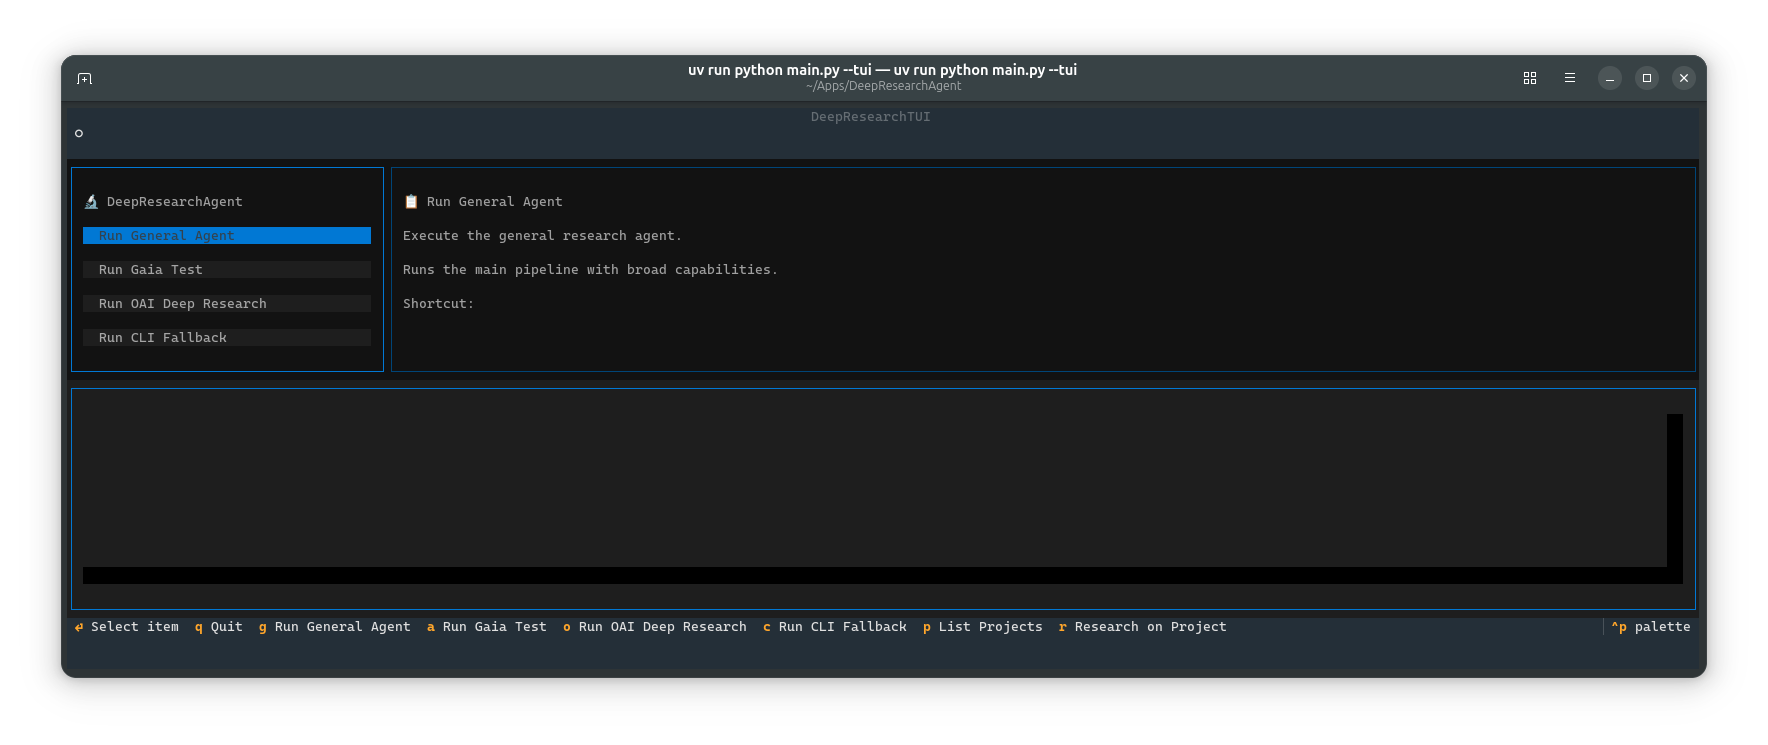 uv run python main.py --tui — uv run python main.py --tui
~/Apps/DeepResearchAgent
DeepResearchTUI
DeepResearchAgent
Run General Agent
Run Gaia Test
Run OAI Deep Research
Run CLI Fallback
Run General Agent
Execute the general research agent.
Runs the main pipeline with broad capabilities.
Shortcut:
↵ Select item q Quit g Run General Agent a Run Gaia Test o Run OAI Deep Research c Run CLI Fallback p List Projects r Research on Project ^p palette